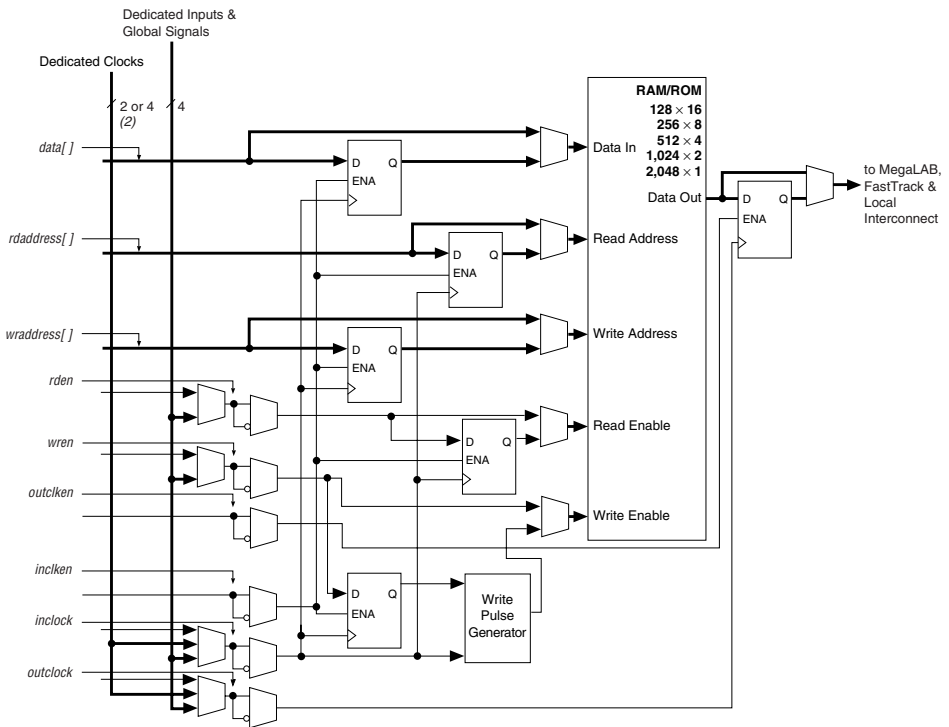 Dedicated Inputs &
Global Signals
Dedicated Clocks
2 or 4
(2)
4
data[ ]
rdaddress[ ]
wraddress[ ]
rden
wren
outclken
inclken
inclock
outclock
D Q
ENA
D Q
ENA
D Q
ENA
D Q
ENA
D Q
ENA
Write
Pulse
Generator
RAM/ROM
128 × 16
256 × 8
512 × 4
1,024 × 2
2,048 × 1
Data In
Data Out
Read Address
Write Address
Read Enable
Write Enable
D Q
ENA
to MegaLAB,
FastTrack &
Local
Interconnect